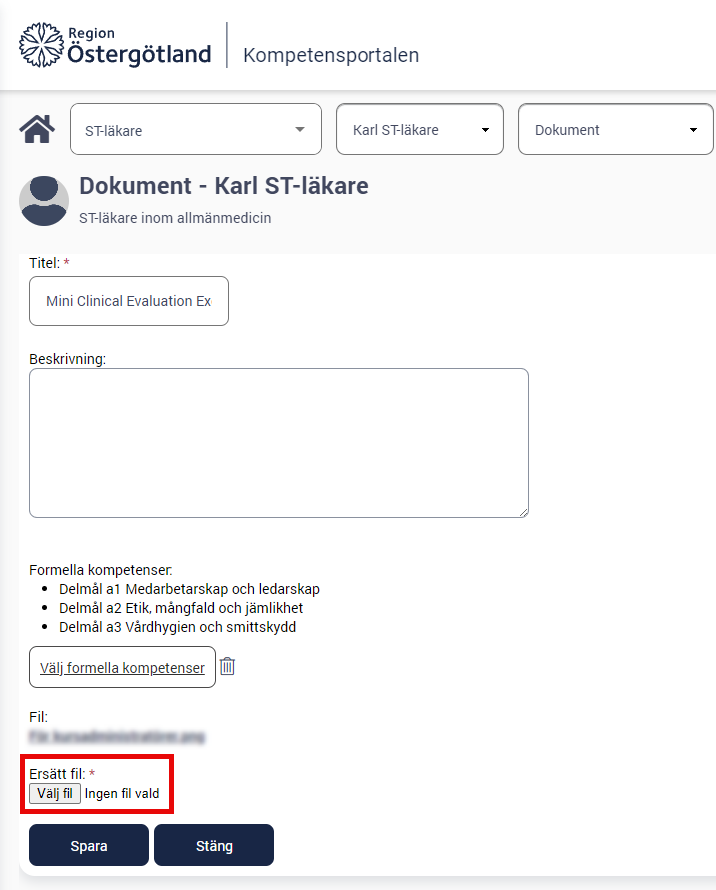 Region
Östergötland
Kompetensportalen
ST-läkare
Karl ST-läkare
Dokument
Dokument - Karl ST-läkare
ST-läkare inom allmänmedicin
Titel: *
Mini Clinical Evaluation Ex
Beskrivning:
Formella kompetenser:
• Delmål a1 Medarbetarskap och ledarskap
• Delmål a2 Etik, mångfald och jämlikhet
• Delmål a3 Vårdhygien och smittskydd
Välj formella kompetenser
Fil:
Ersätt fil: *
Välj fil Ingen fil vald
Spara
Stäng